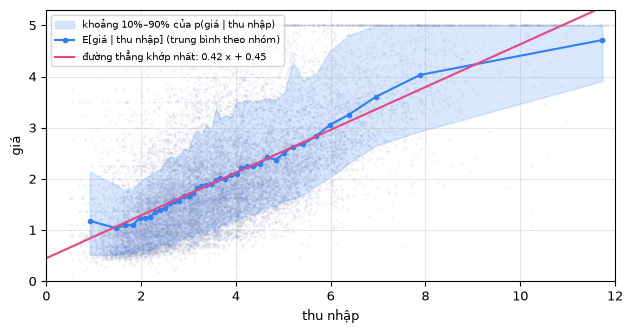 khoảng 10%–90% của p(giá | thu nhập)
E[giá | thu nhập] (trung bình theo nhóm)
đường thẳng khớp nhất: 0.42 x + 0.45
5
4
3
2
1
0
giá
0 2 4 6 8 10 12
thu nhập